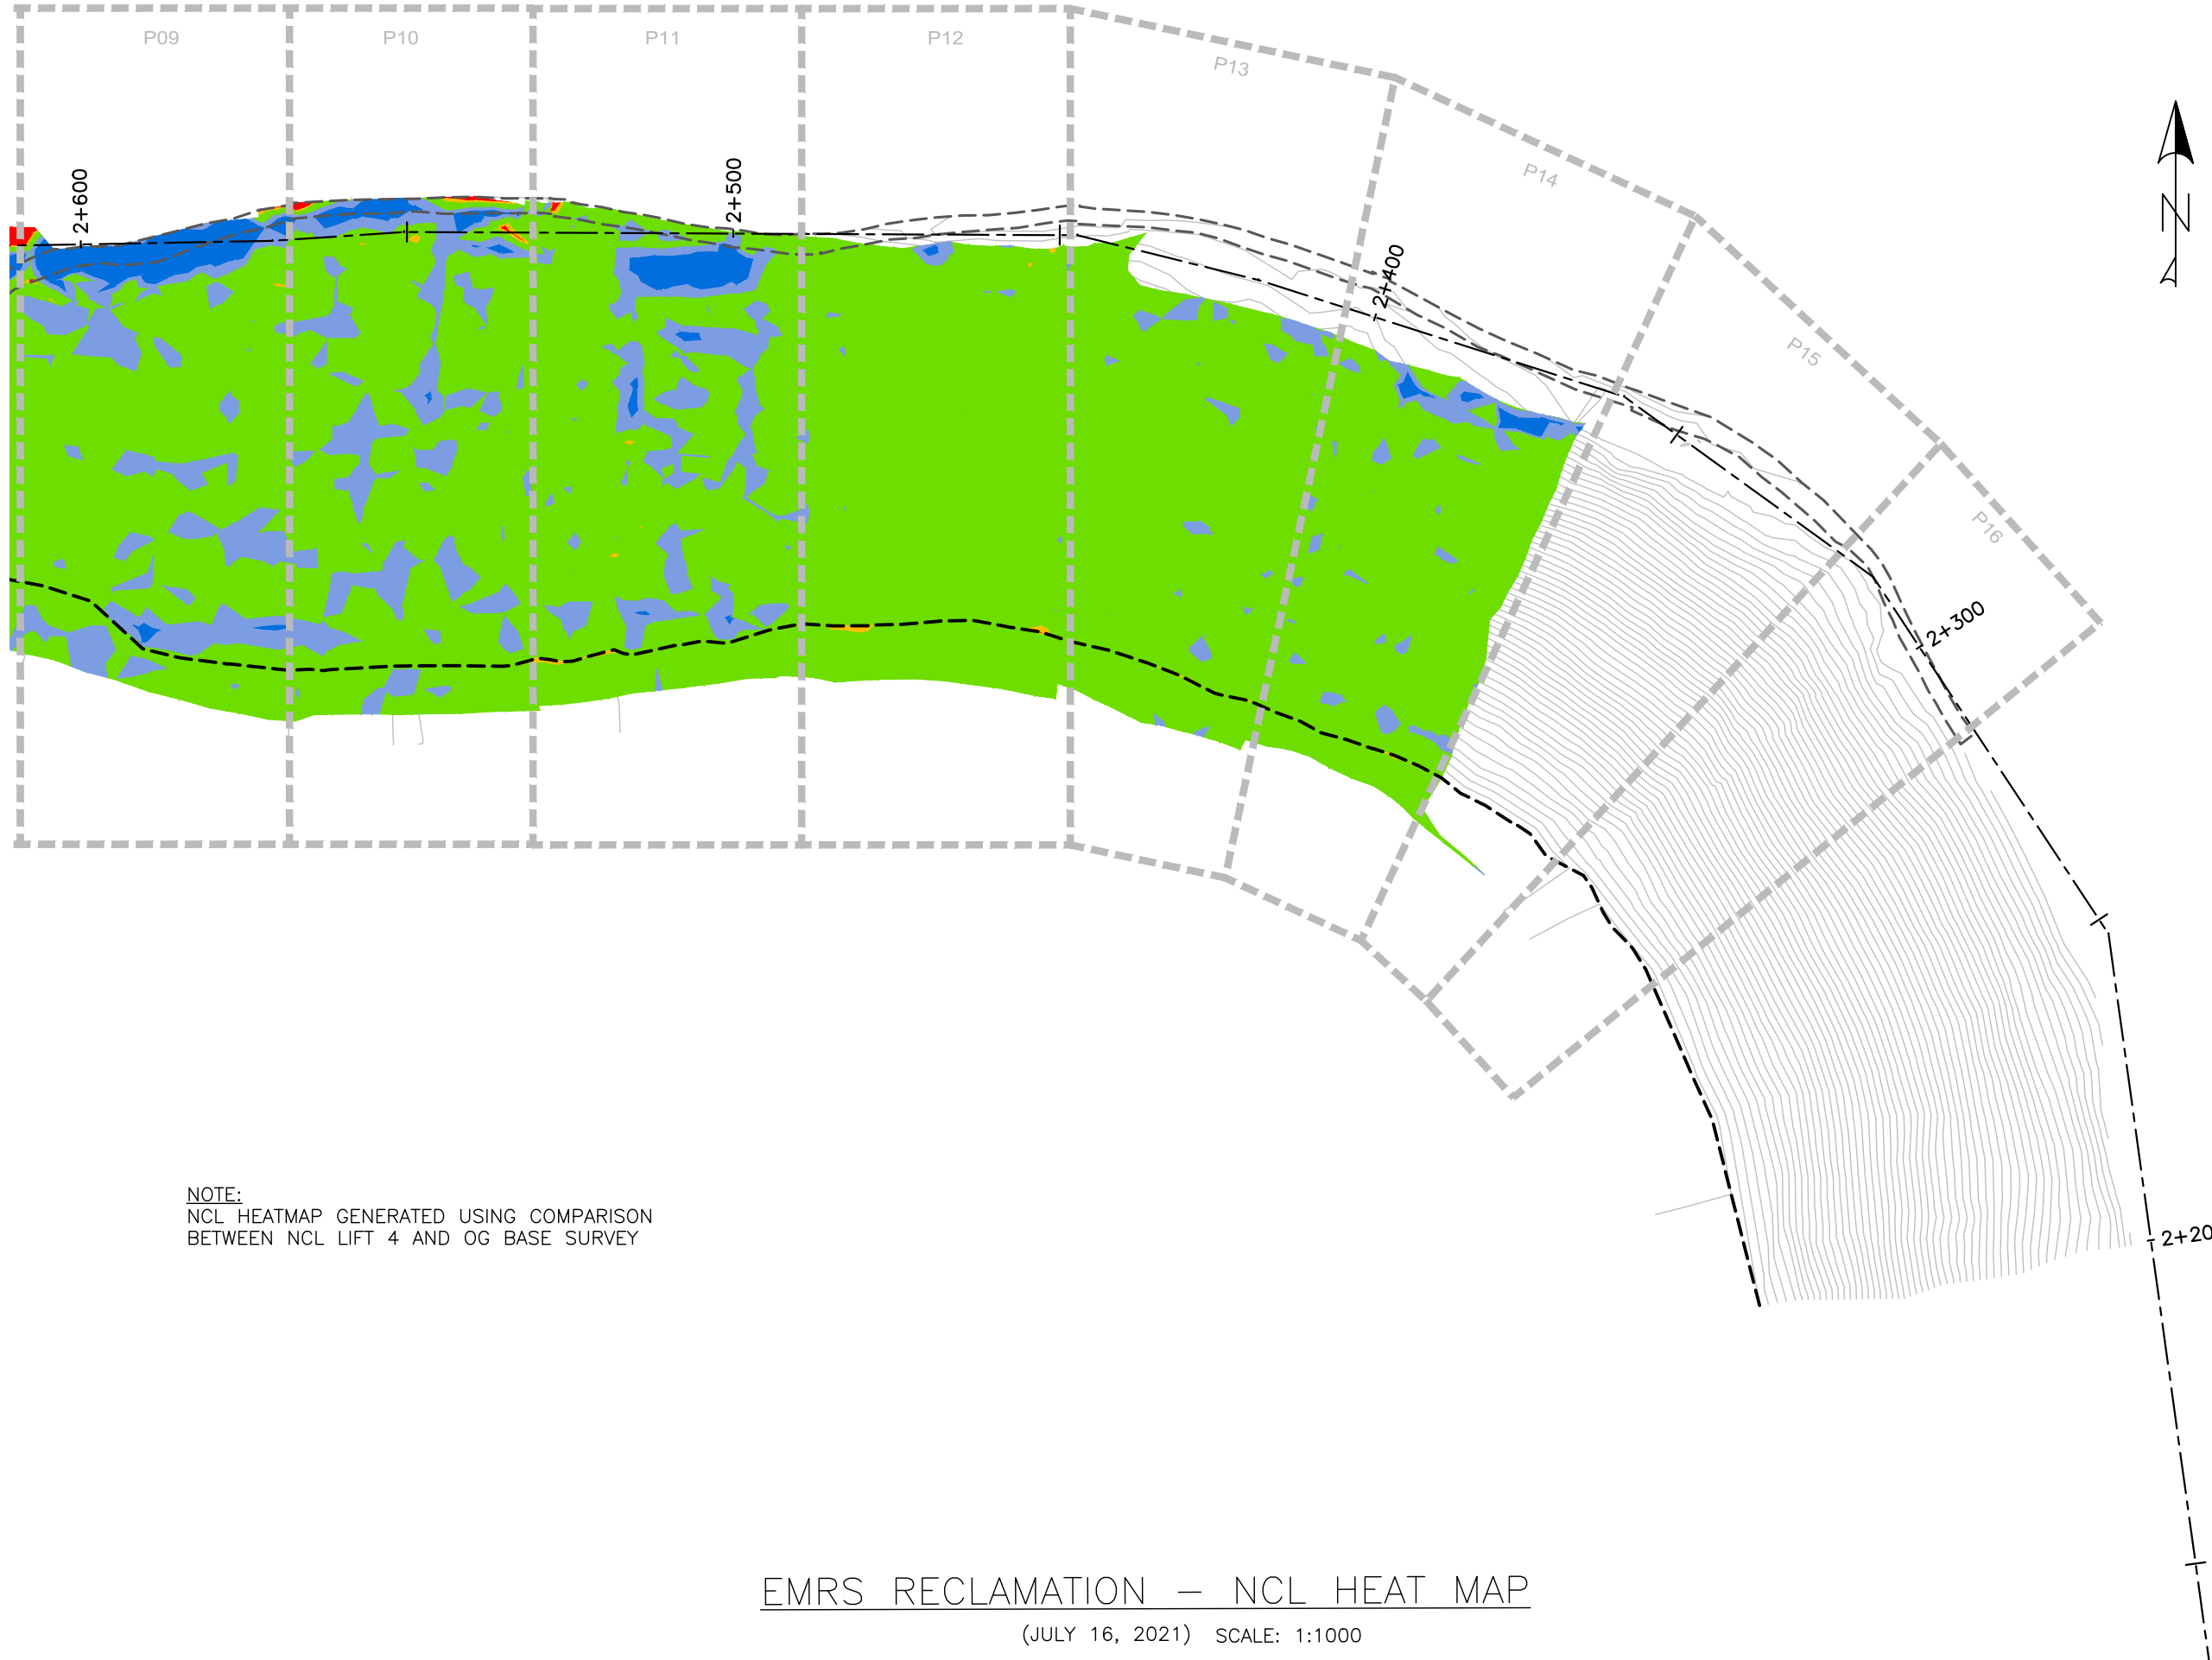 P09
P10
P11
P12
P13
P14
P15
P16
2+600
2+500
2+400
2+300
2+20
N
NOTE:
NCL HEATMAP GENERATED USING COMPARISON
BETWEEN NCL LIFT 4 AND OG BASE SURVEY
EMRS RECLAMATION – NCL HEAT MAP
(JULY 16, 2021) SCALE: 1:1000